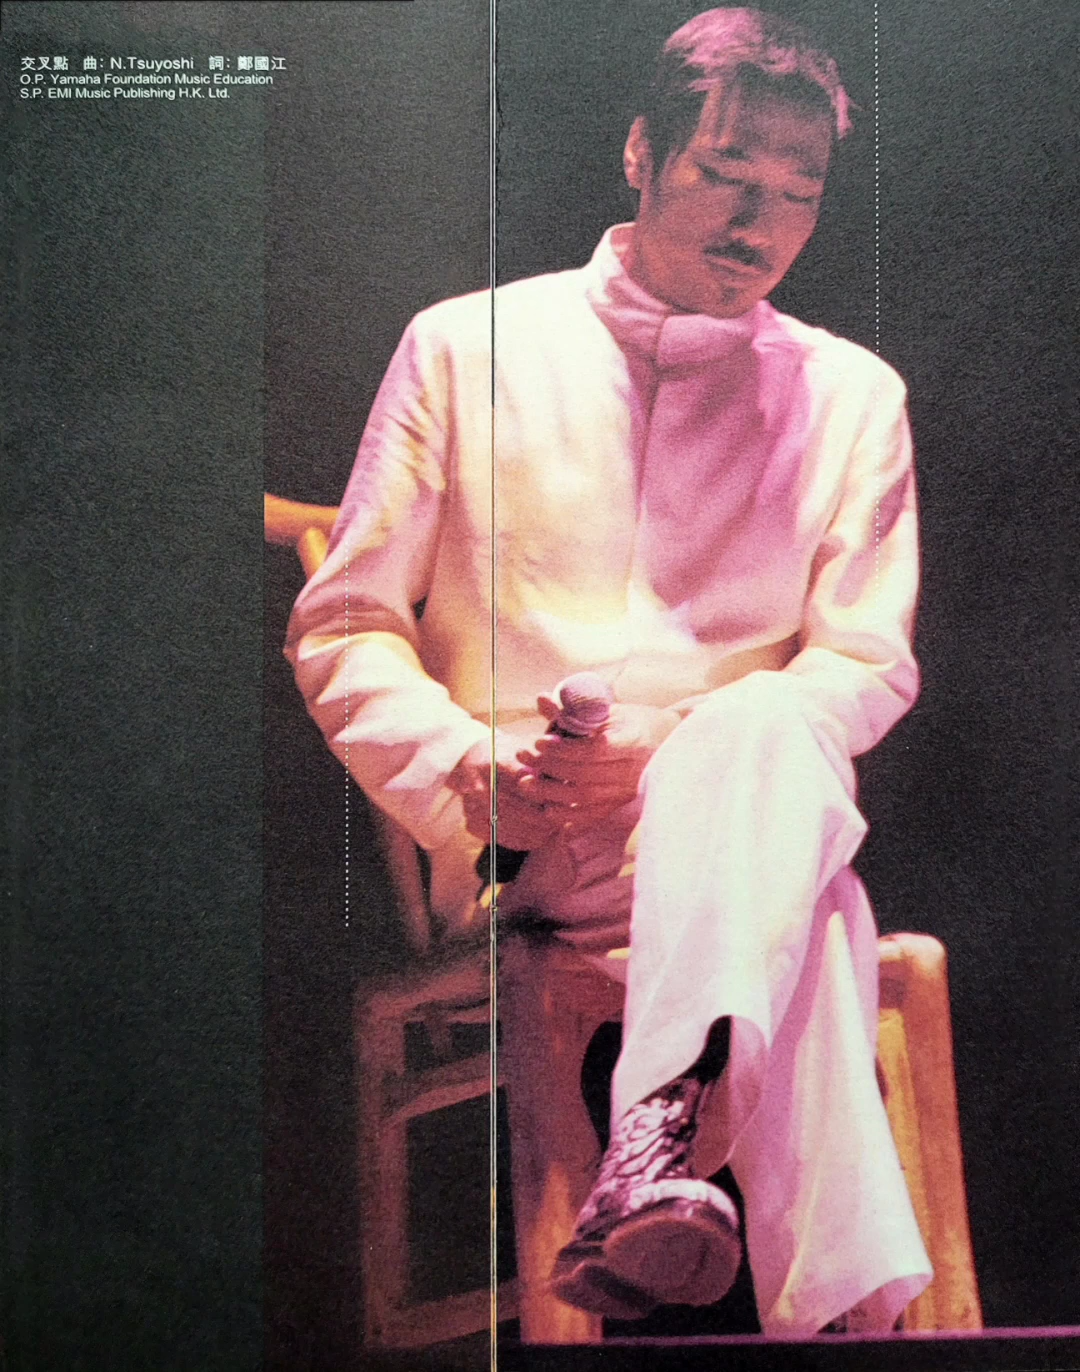 交叉點 曲: N.Tsuyoshi 詞: 鄭國江
O.P. Yamaha Foundation Music Education
S.P. EMI Music Publishing H.K. Ltd.